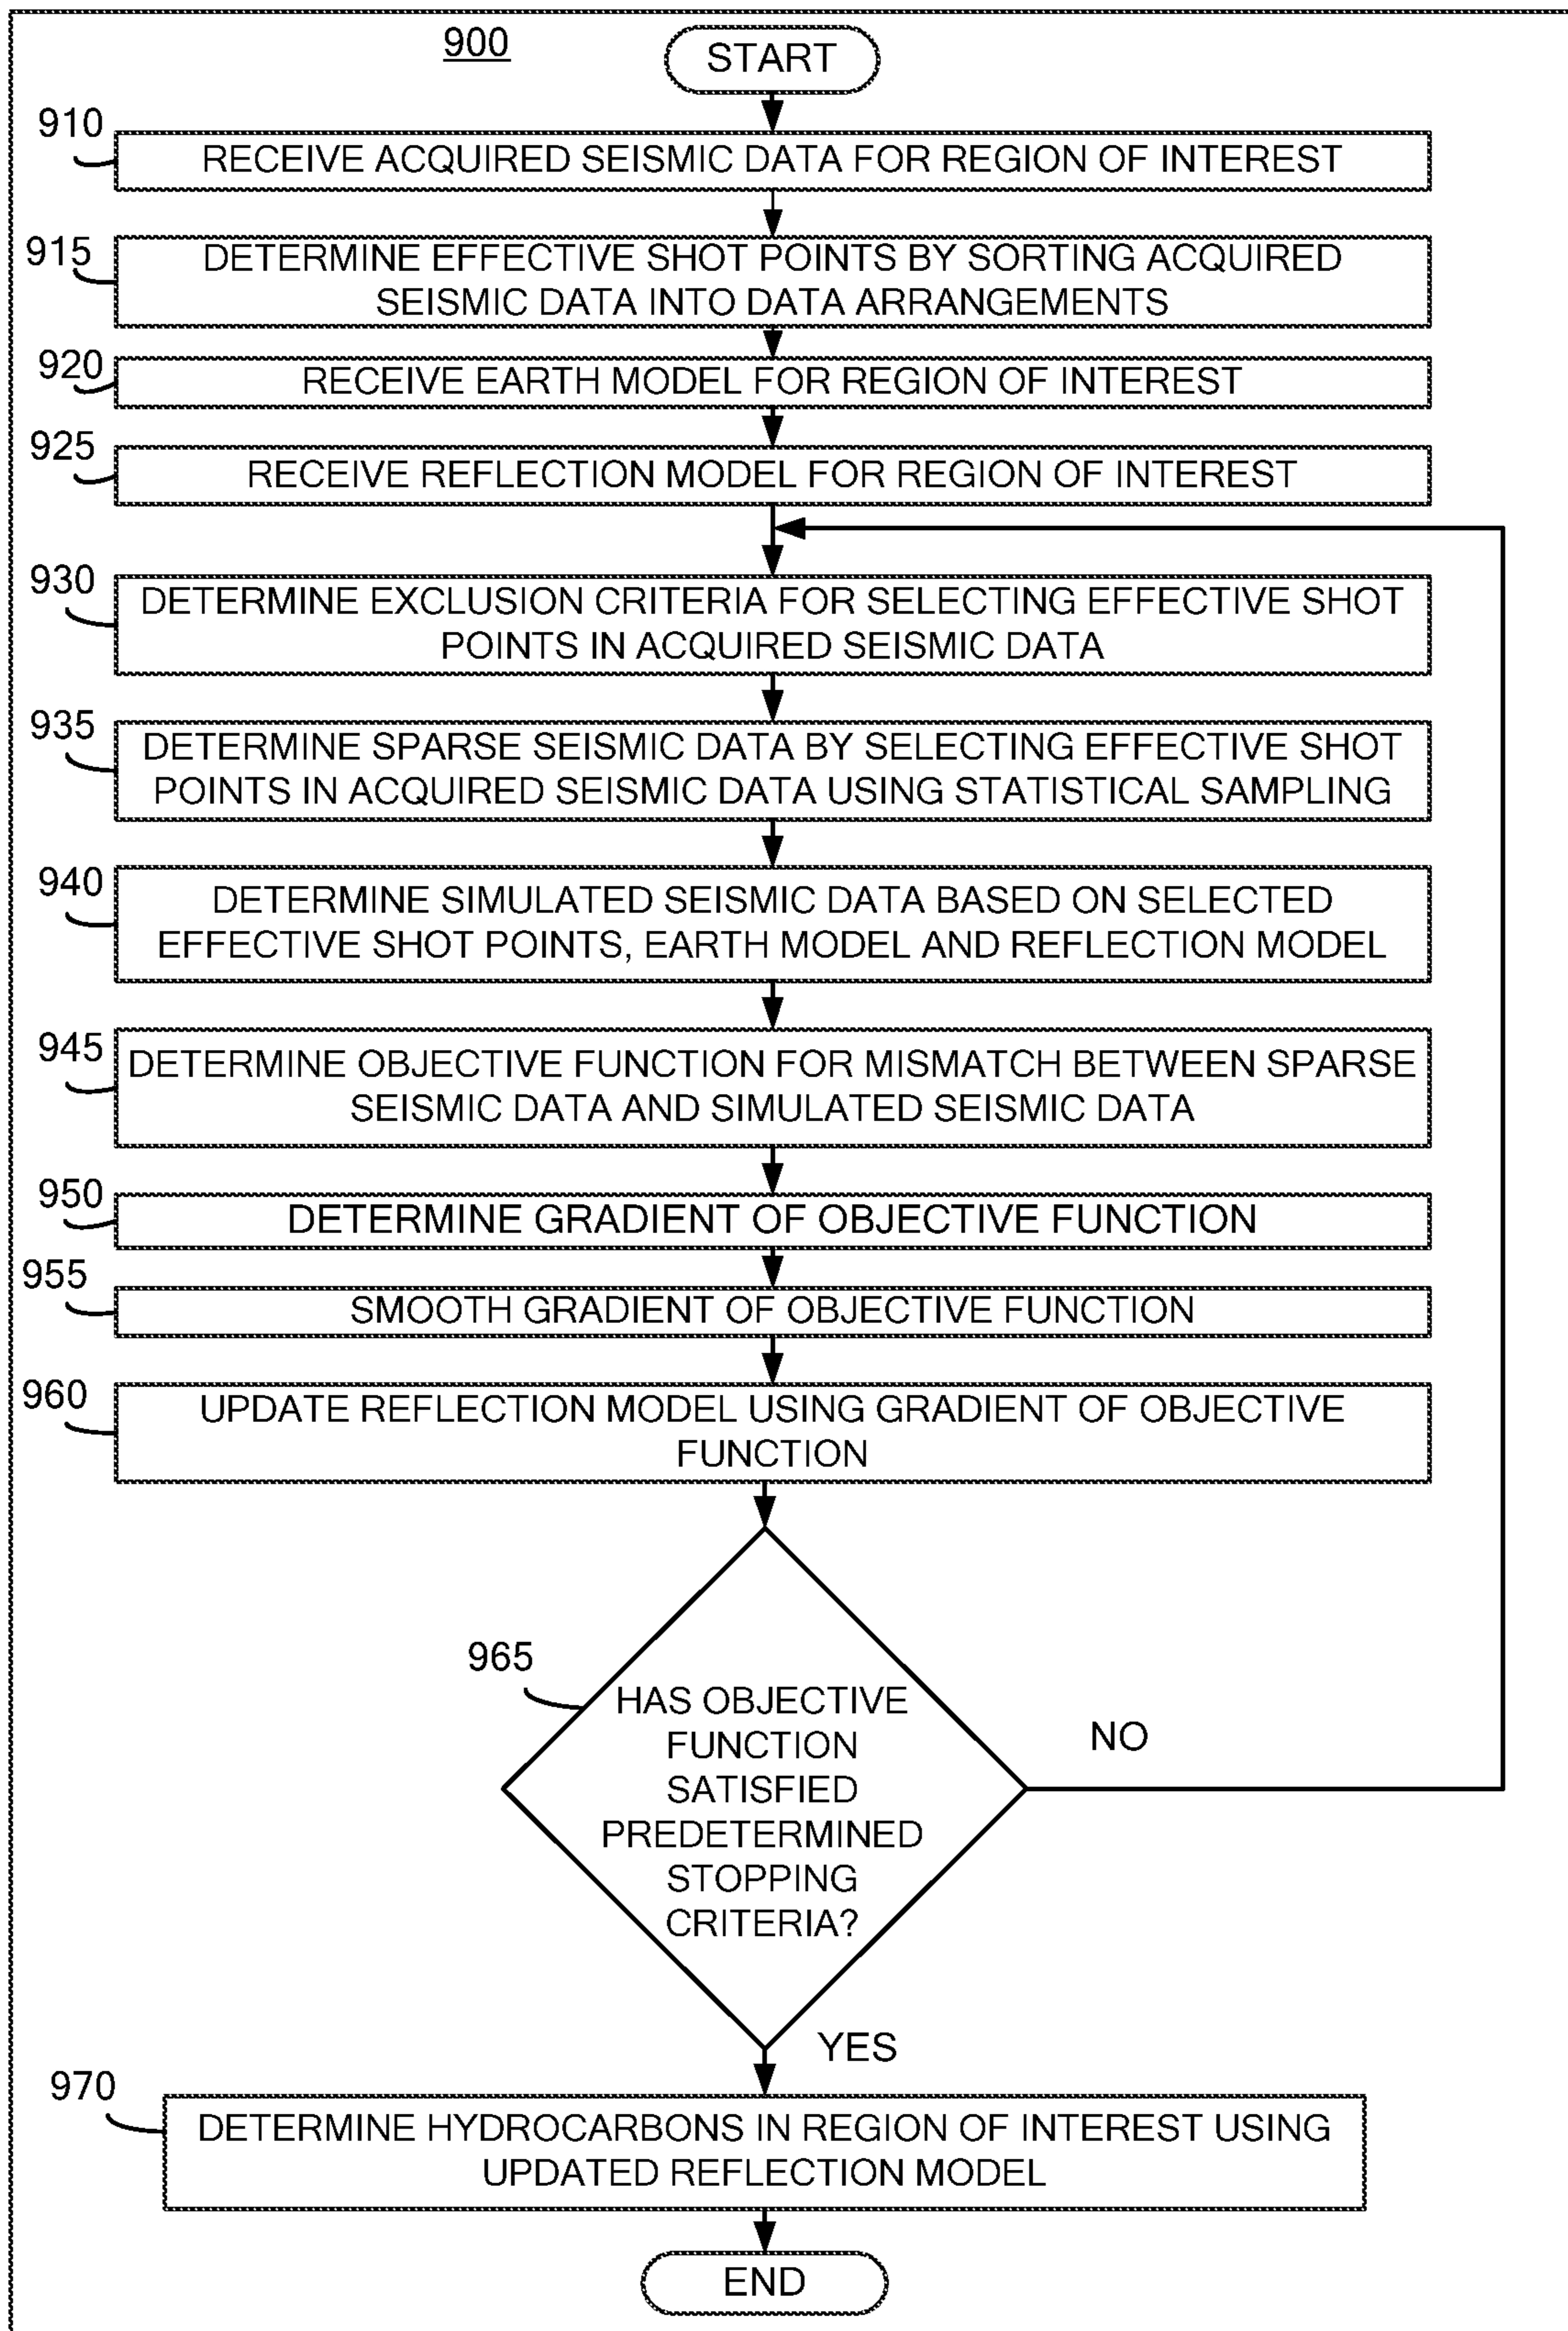 900
START
910
RECEIVE ACQUIRED SEISMIC DATA FOR REGION OF INTEREST
915
DETERMINE EFFECTIVE SHOT POINTS BY SORTING ACQUIRED
SEISMIC DATA INTO DATA ARRANGEMENTS
920
RECEIVE EARTH MODEL FOR REGION OF INTEREST
925
RECEIVE REFLECTION MODEL FOR REGION OF INTEREST
930
DETERMINE EXCLUSION CRITERIA FOR SELECTING EFFECTIVE SHOT
POINTS IN ACQUIRED SEISMIC DATA
935
DETERMINE SPARSE SEISMIC DATA BY SELECTING EFFECTIVE SHOT
POINTS IN ACQUIRED SEISMIC DATA USING STATISTICAL SAMPLING
940
DETERMINE SIMULATED SEISMIC DATA BASED ON SELECTED
EFFECTIVE SHOT POINTS, EARTH MODEL AND REFLECTION MODEL
945
DETERMINE OBJECTIVE FUNCTION FOR MISMATCH BETWEEN SPARSE
SEISMIC DATA AND SIMULATED SEISMIC DATA
950
DETERMINE GRADIENT OF OBJECTIVE FUNCTION
955
SMOOTH GRADIENT OF OBJECTIVE FUNCTION
960
UPDATE REFLECTION MODEL USING GRADIENT OF OBJECTIVE
FUNCTION
965
HAS OBJECTIVE
FUNCTION
SATISFIED
PREDETERMINED
STOPPING
CRITERIA?
NO
YES
970
DETERMINE HYDROCARBONS IN REGION OF INTEREST USING
UPDATED REFLECTION MODEL
END